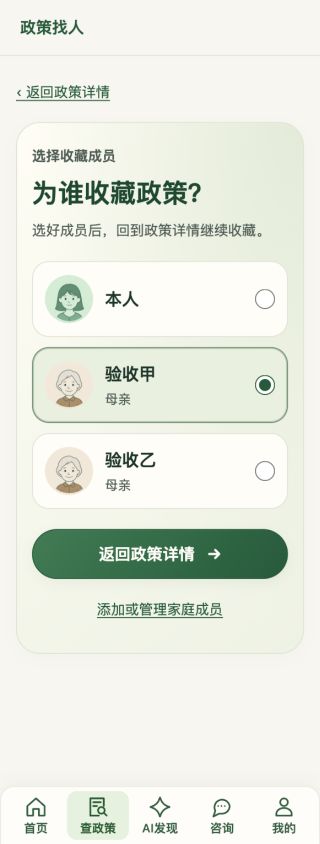 政策找人
‹ 返回政策详情
选择收藏成员
为谁收藏政策？
选好成员后，回到政策详情继续收藏。
本人
验收甲
母亲
验收乙
母亲
返回政策详情 →
添加或管理家庭成员
首页 查政策 AI发现 咨询 我的